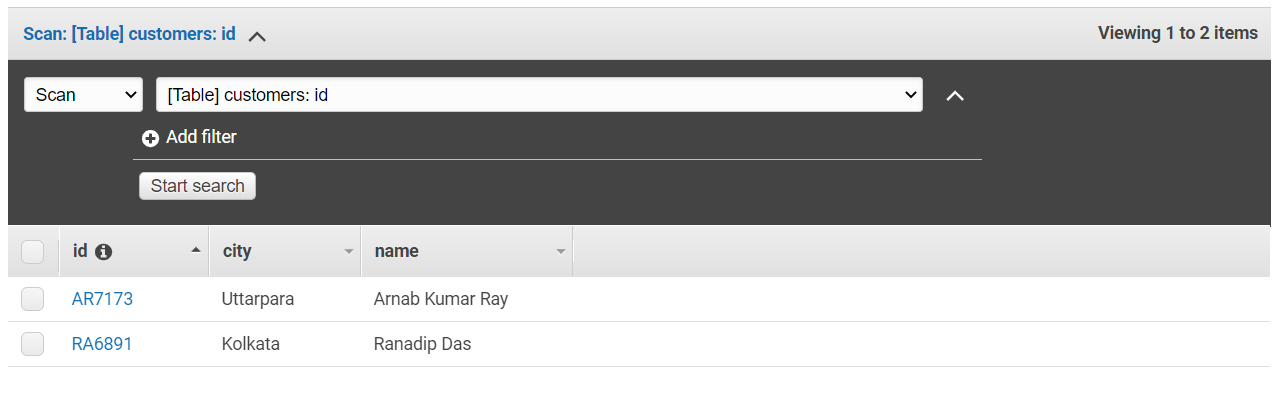 Scan: [Table] customers: id Viewing 1 to 2 items
Scan [Table] customers: id
Add filter
Start search
id city name
AR7173 Uttarpara Arnab Kumar Ray
RA6891 Kolkata Ranadip Das